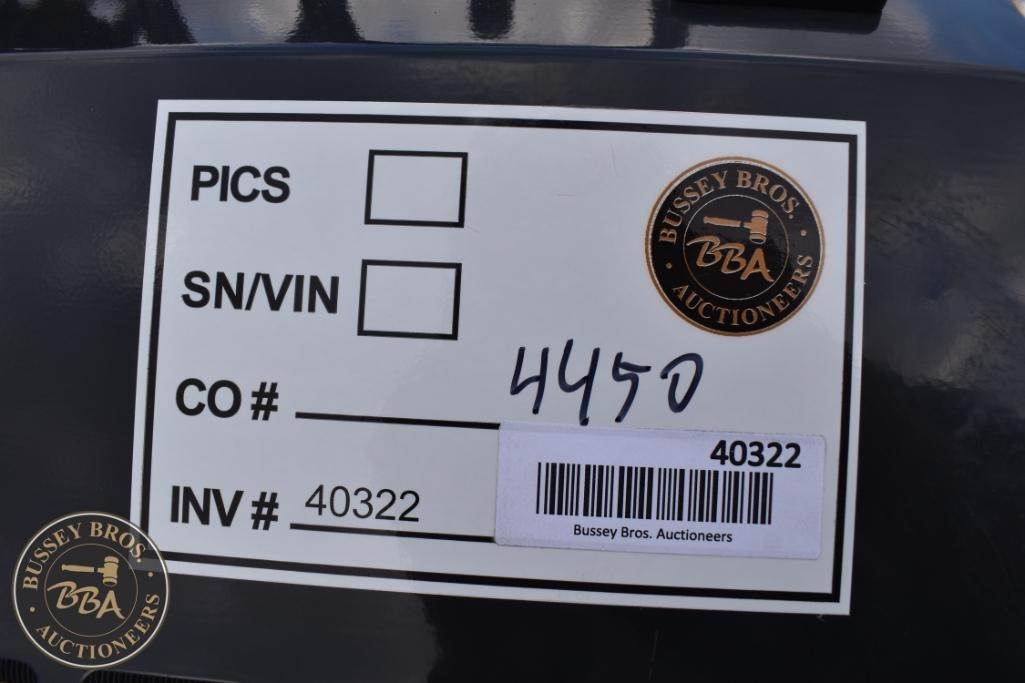 PICS
BUSSEY BROS.
BBA
AUCTIONEERS
SN/VIN
CO # 4450
40322
INV # 40322
Bussey Bros. Auctioneers
BUSSEY BROS.
BBA
AUCTIONEERS